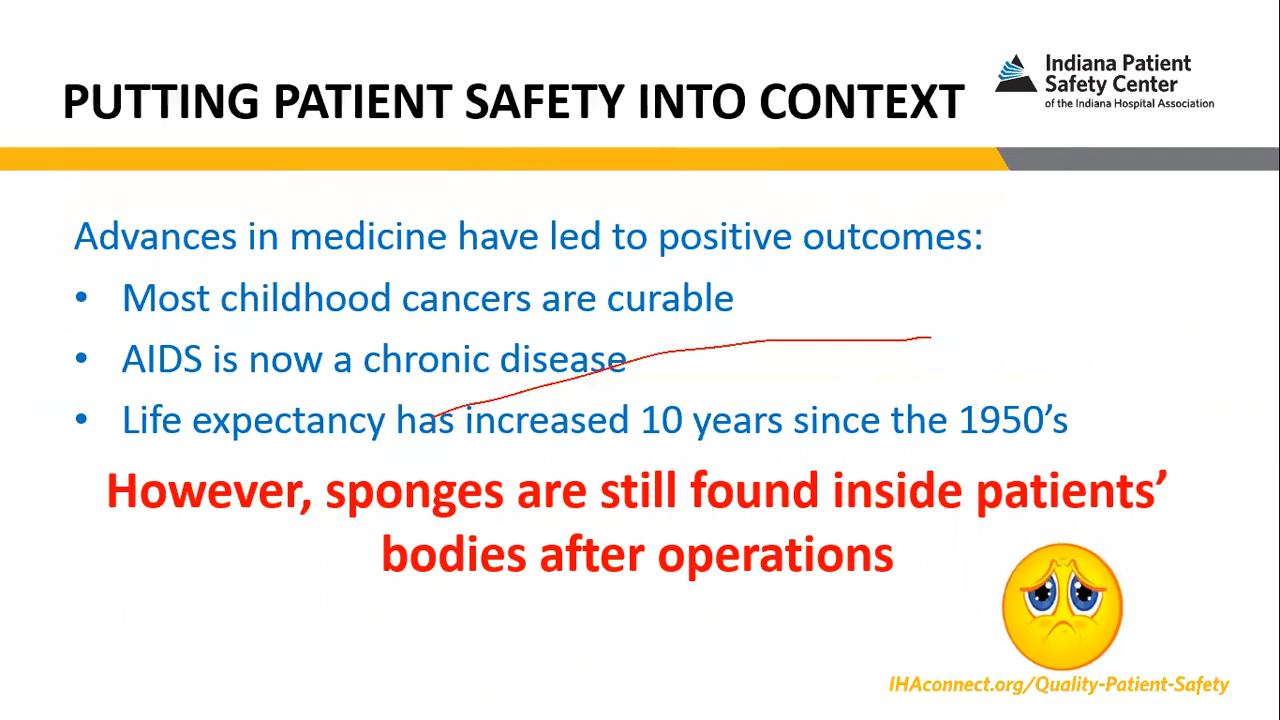 PUTTING PATIENT SAFETY INTO CONTEXT
Indiana Patient
Safety Center
of the Indiana Hospital Association
Advances in medicine have led to positive outcomes:
• Most childhood cancers are curable
• AIDS is now a chronic disease
• Life expectancy has increased 10 years since the 1950’s
However, sponges are still found inside patients’
bodies after operations
IHAconnect.org/Quality-Patient-Safety